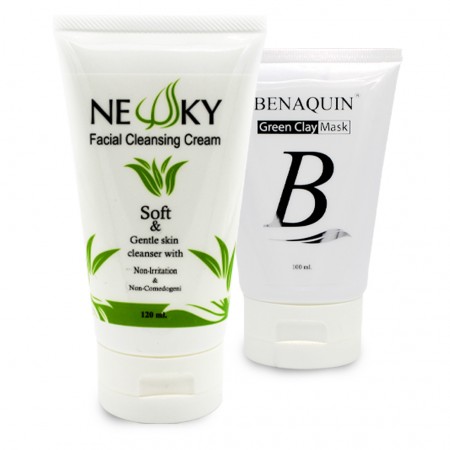 NEWKY
Facial Cleansing Cream
Soft
&
Gentle skin
cleanser with
Non-Irritation
&
Non-Comedogeni
120 ml.
BENAQUIN®
Green Clay Mask
B
100 ml.